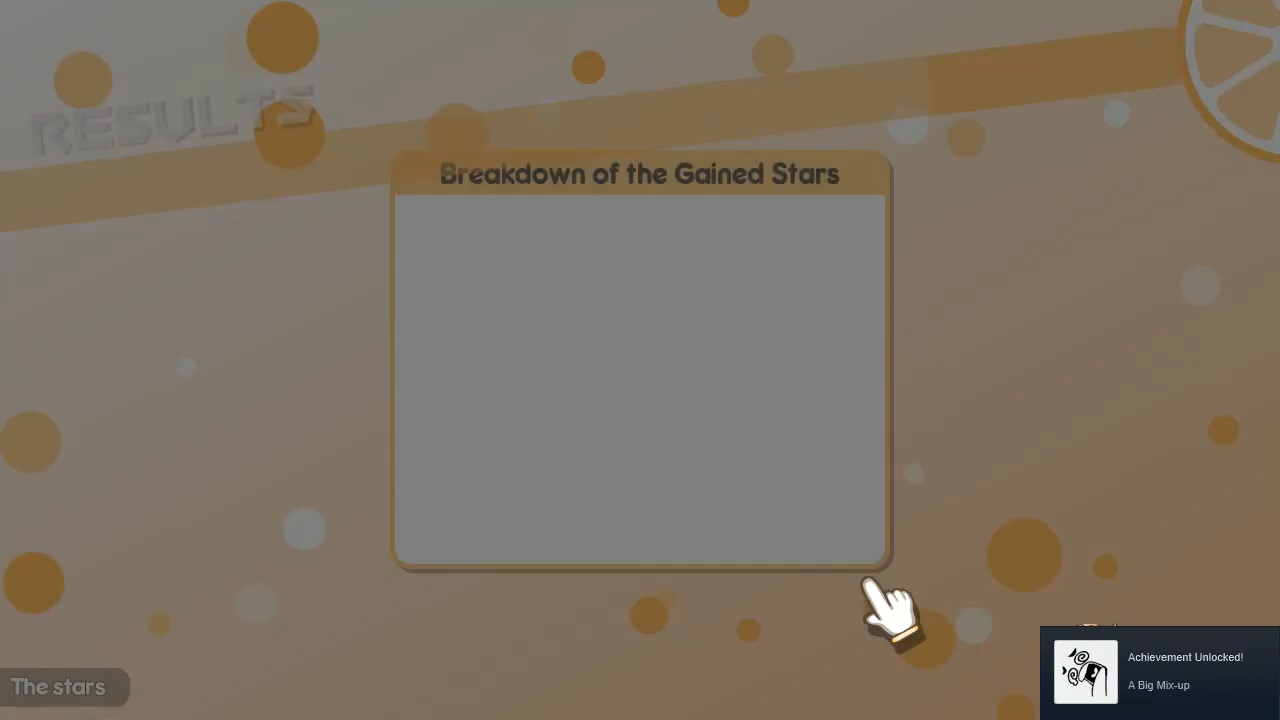 RESULTS
Breakdown of the Gained Stars
The stars
Achievement Unlocked!
A Big Mix-up